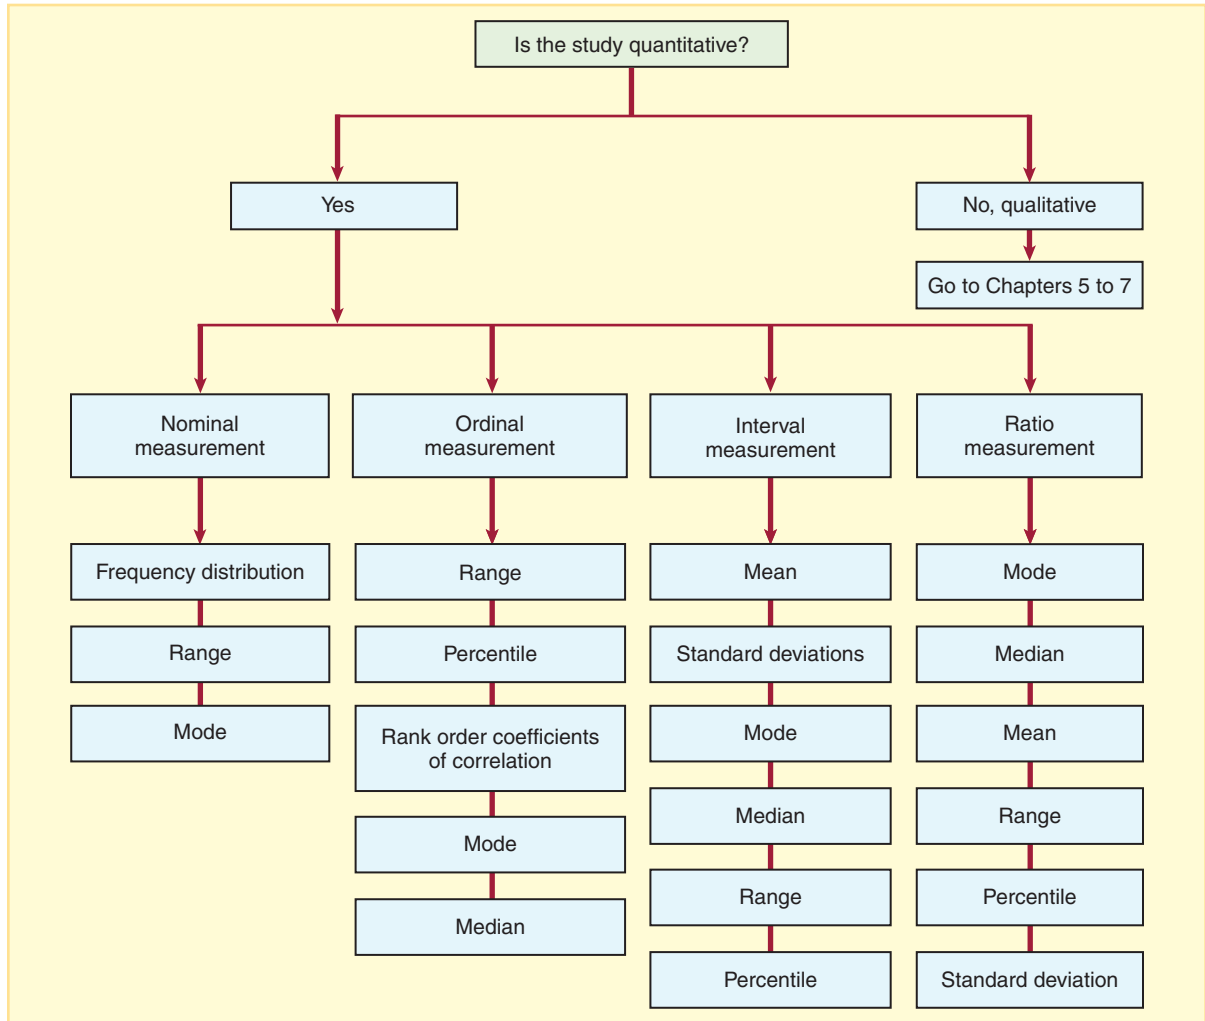 Is the study quantitative?
Yes
No, qualitative
Go to Chapters 5 to 7
Nominal
measurement
Frequency distribution
Range
Mode
Ordinal
measurement
Range
Percentile
Rank order coefficients
of correlation
Mode
Median
Interval
measurement
Mean
Standard deviations
Mode
Median
Range
Percentile
Ratio
measurement
Mode
Median
Mean
Range
Percentile
Standard deviation